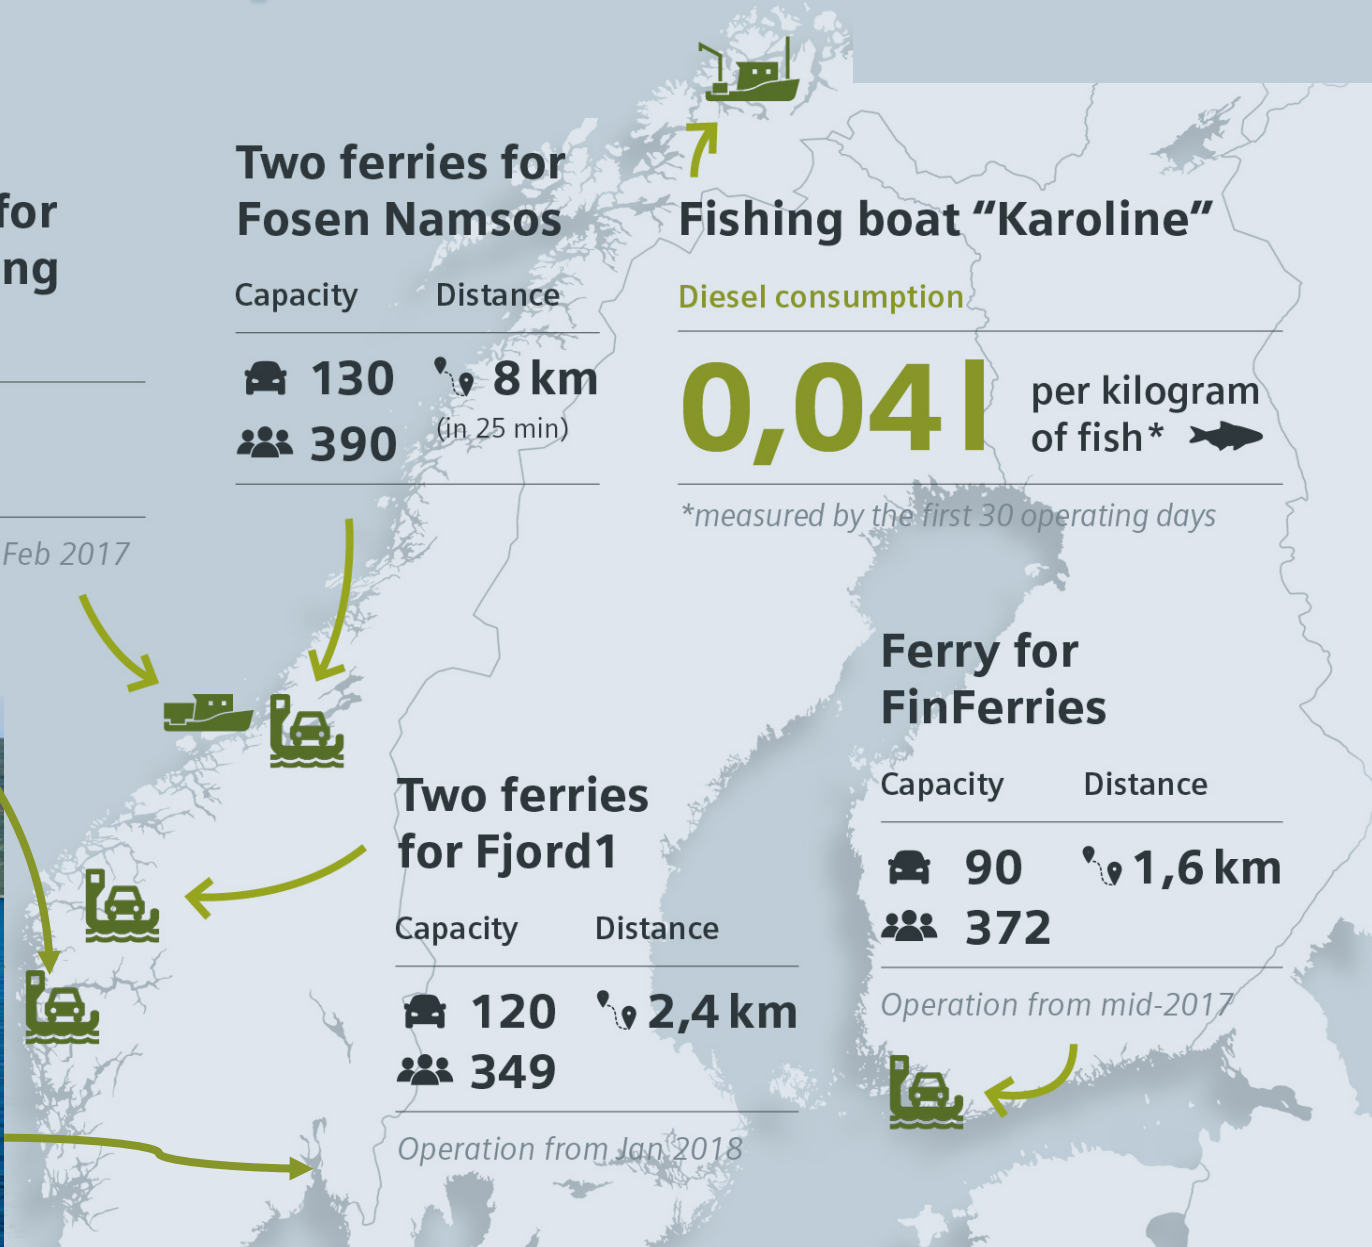 for
ng
Feb 2017
Two ferries for
Fosen Namsos
Capacity Distance
130 8 km
(in 25 min)
390
Fishing boat “Karoline”
Diesel consumption
0,04 l
per kilogram
of fish*
*measured by the first 30 operating days
Two ferries
for Fjord1
Capacity Distance
120 2,4 km
349
Operation from Jan 2018
Ferry for
FinFerries
Capacity Distance
90 1,6 km
372
Operation from mid-2017